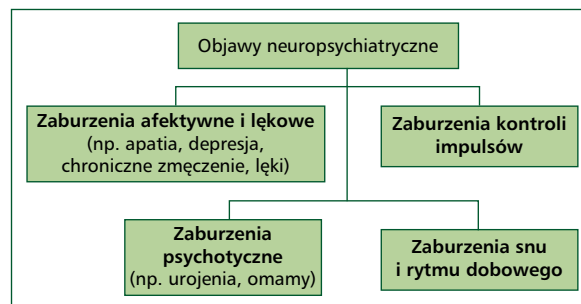 Objawy neuropsychiatryczne
Zaburzenia afektywne i lękowe
(np. apatia, depresja,
chroniczne zmęczenie, lęki)
Zaburzenia kontroli
impulsów
Zaburzenia
psychotyczne
(np. urojenia, omamy)
Zaburzenia snu
i rytmu dobowego